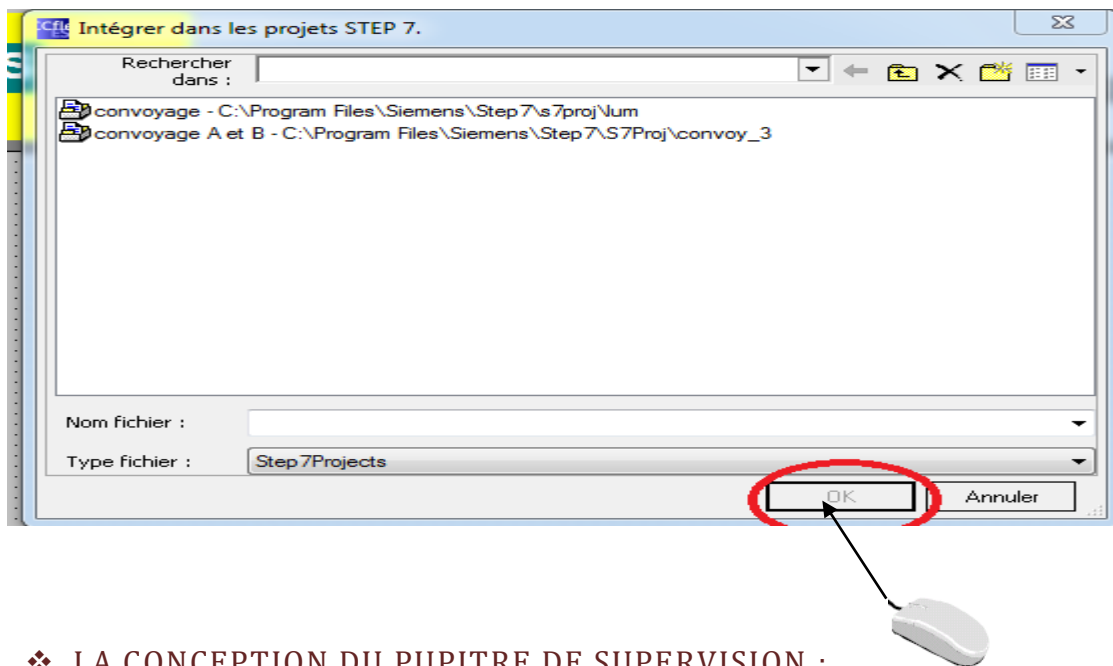 Intégrer dans les projets STEP 7.
Rechercher
dans :
convoyage - C:\Program Files\Siemens\Step7\s7proj\lum
convoyage A et B - C:\Program Files\Siemens\Step7\S7Proj\convoy_3
Nom fichier :
Type fichier : Step7Projects
OK Annuler
❖ LA CONCEPTION DU PUPITRE DE SUPERVISION :